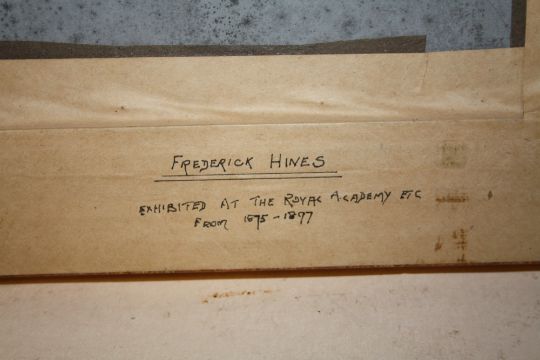 FREDERICK HINES
EXHIBITED AT THE ROYAL ACADEMY ETC
FROM 1875-1897